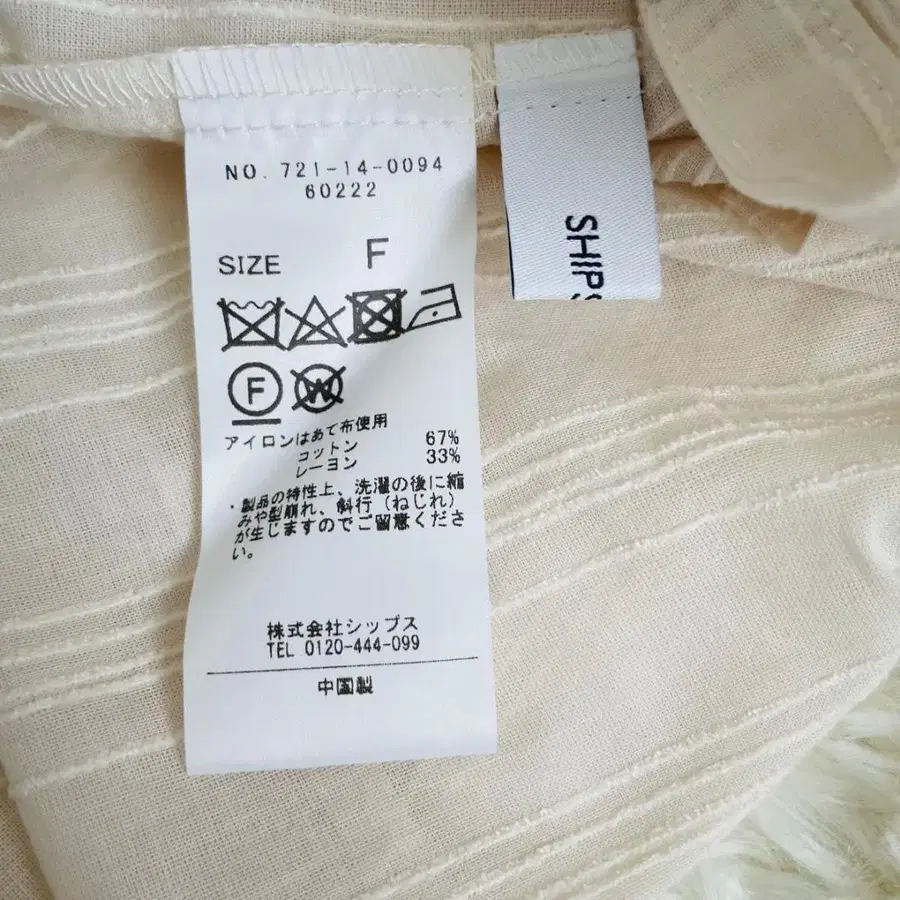 NO. 721-14-0094
60222
SIZE F
F W
アイロンはあて布使用
コットン 67%
レーヨン 33%
・製品の特性上、洗濯の後に縮
みや型崩れ、斜行（ねじれ）
が生じますのでご留意くださ
い。
株式会社シップス
TEL 0120-444-099
中国製
SHIPS